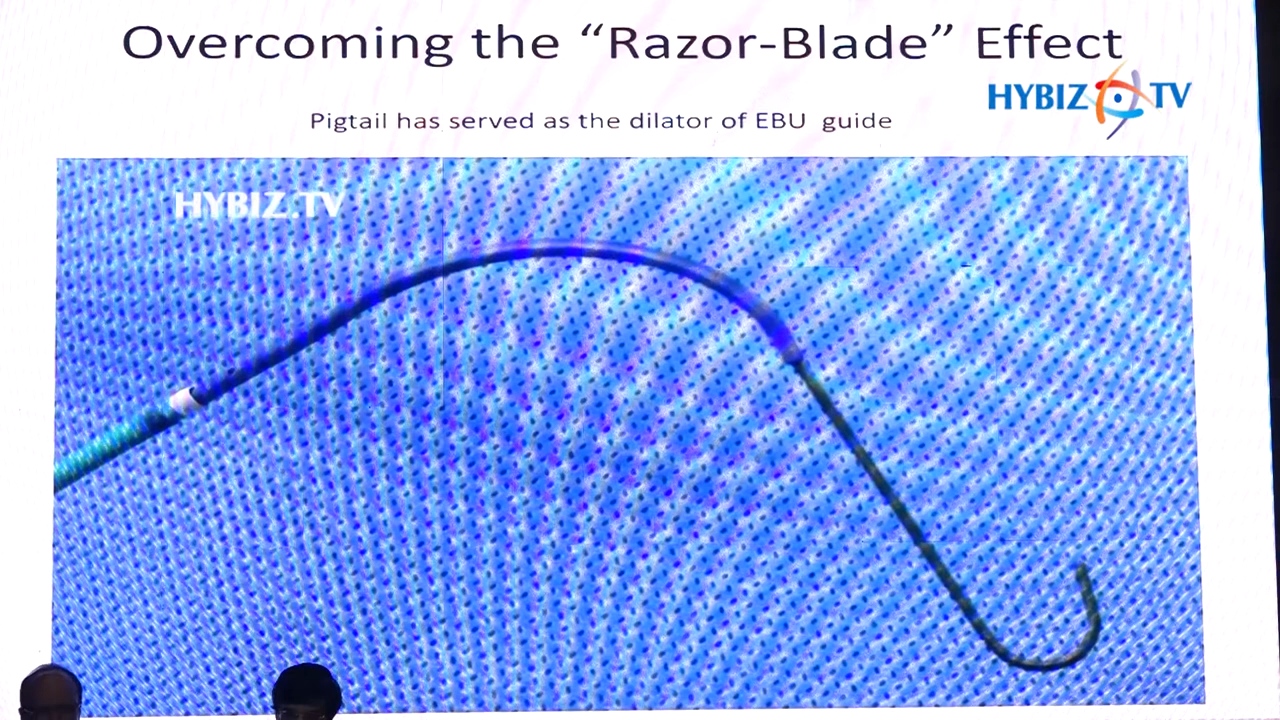 Overcoming the “Razor-Blade” Effect
HYBIZ TV
Pigtail has served as the dilator of EBU guide
HYBIZ.TV